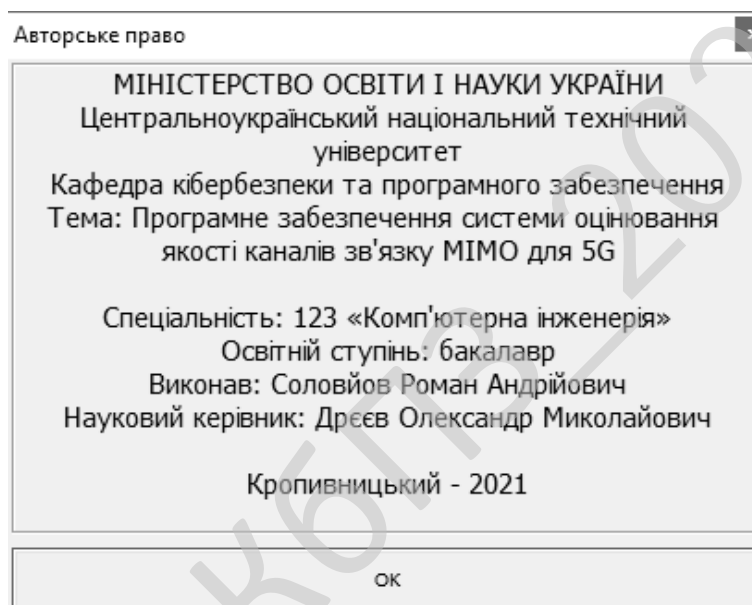 Авторське право
МІНІСТЕРСТВО ОСВІТИ І НАУКИ УКРАЇНИ
Центральноукраїнський національний технічний
університет
Кафедра кібербезпеки та програмного забезпечення
Тема: Програмне забезпечення системи оцінювання
якості каналів зв'язку МІМО для 5G
Спеціальність: 123 «Комп'ютерна інженерія»
Освітній ступінь: бакалавр
Виконав: Соловйов Роман Андрійович
Науковий керівник: Дрєєв Олександр Миколайович
Кропивницький - 2021
ОК